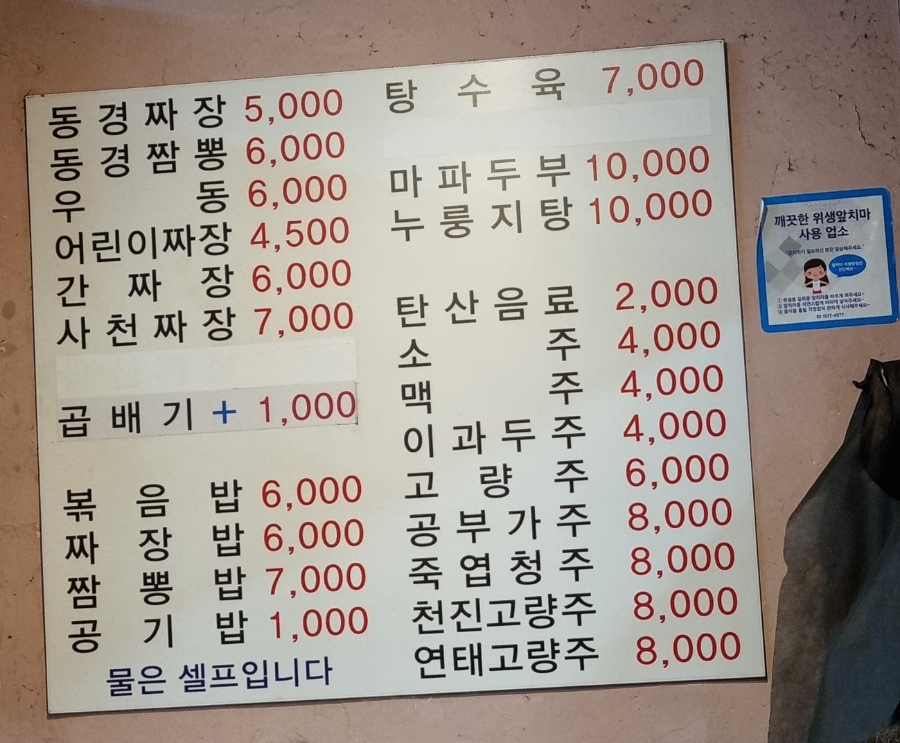 동경짜장 5,000
동경짬뽕 6,000
우동 6,000
어린이짜장 4,500
간짜장 6,000
사천짜장 7,000
곱배기 + 1,000
볶음밥 6,000
짜장밥 6,000
짬뽕밥 7,000
공기밥 1,000
물은 셀프입니다
탕수육 7,000
마파두부 10,000
누룽지탕 10,000
탄산음료 2,000
소주 4,000
맥주 4,000
이과두주 4,000
고량주 6,000
공부가주 8,000
죽엽청주 8,000
천진고량주 8,000
연태고량주 8,000
깨끗한 위생앞치마
사용 업소